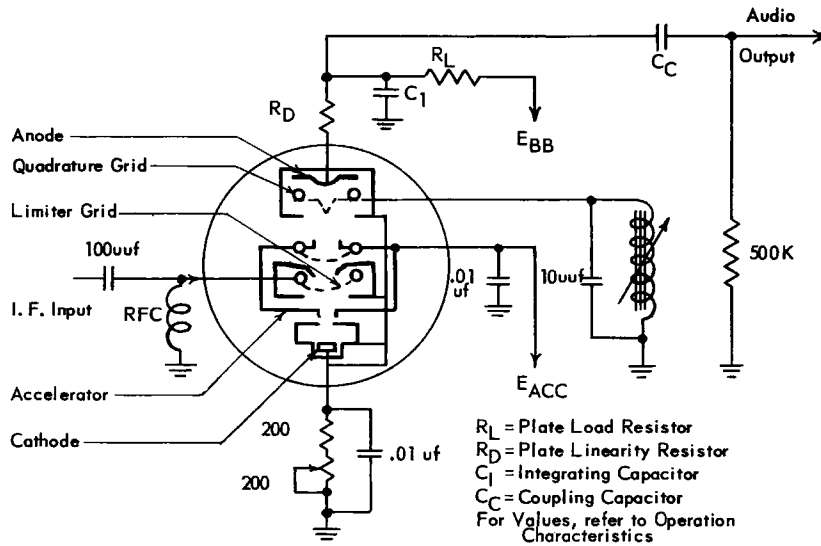 Audio
Output
R_L
C_C
C_1
R_D
E_BB
Anode
Quadrature Grid
Limiter Grid
100uuf
.01
uf
10uuf
500K
I. F. Input
RFC
Accelerator
E_ACC
Cathode
200
.01 uf
200
R_L = Plate Load Resistor
R_D = Plate Linearity Resistor
C_I = Integrating Capacitor
C_C = Coupling Capacitor
For Values, refer to Operation
Characteristics